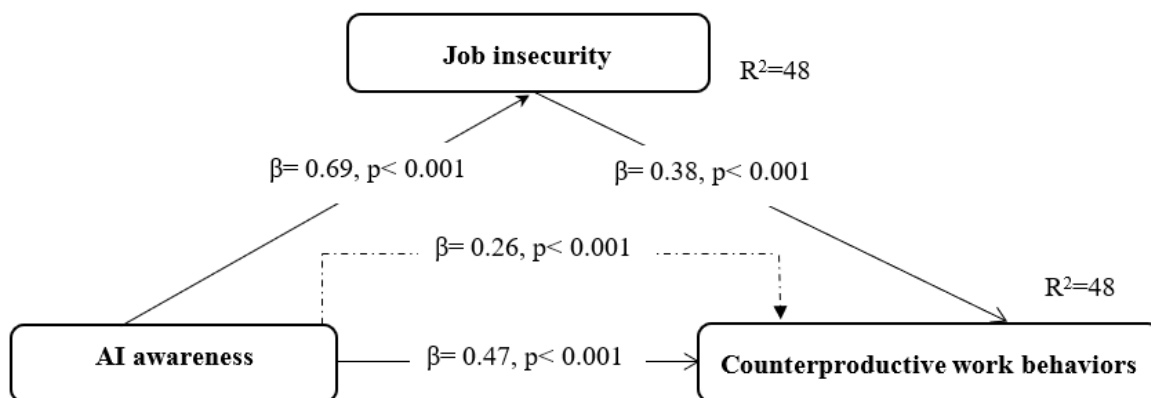 Job insecurity
R²=48
β= 0.69, p< 0.001
β= 0.38, p< 0.001
β= 0.26, p< 0.001
R²=48
AI awareness
β= 0.47, p< 0.001
Counterproductive work behaviors